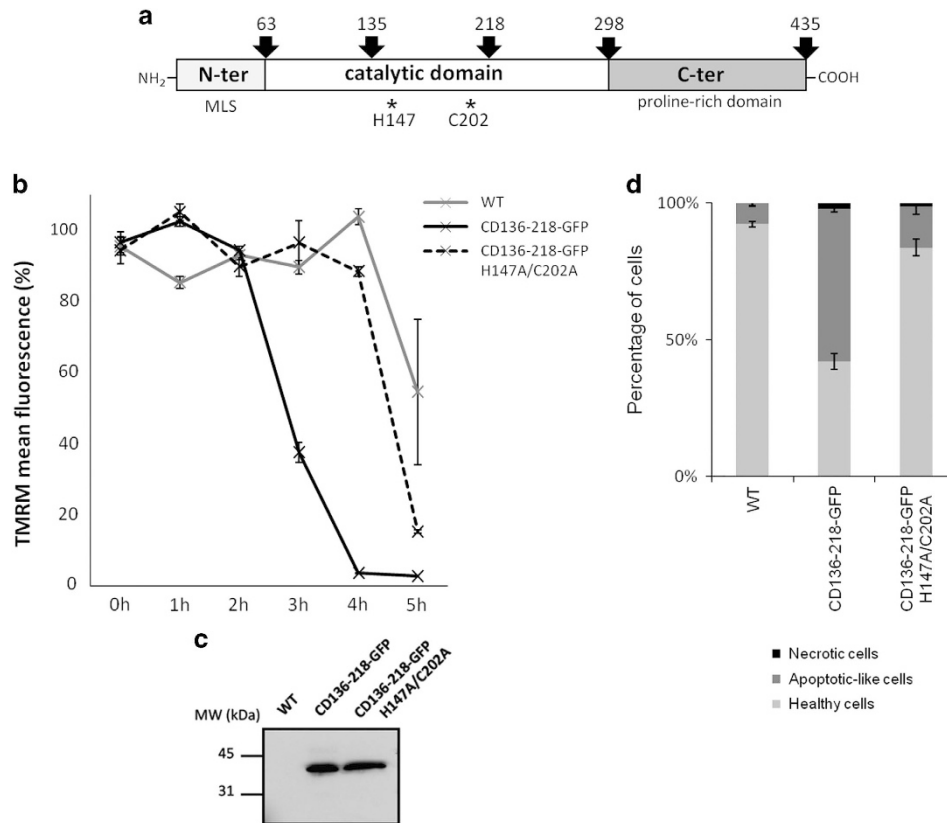 a
63 135 218 298 435
NH2 N-ter catalytic domain C-ter COOH
MLS * * proline-rich domain
H147 C202
b
TMRM mean fluorescence (%)
100
80
60
40
20
0
0h 1h 2h 3h 4h 5h
WT
CD136-218-GFP
CD136-218-GFP
H147A/C202A
c
WT
CD136-218-GFP
CD136-218-GFP
H147A/C202A
MW (kDa)
45
31
d
Percentage of cells
100%
50%
0%
WT
CD136-218-GFP
CD136-218-GFP
H147A/C202A
Necrotic cells
Apoptotic-like cells
Healthy cells